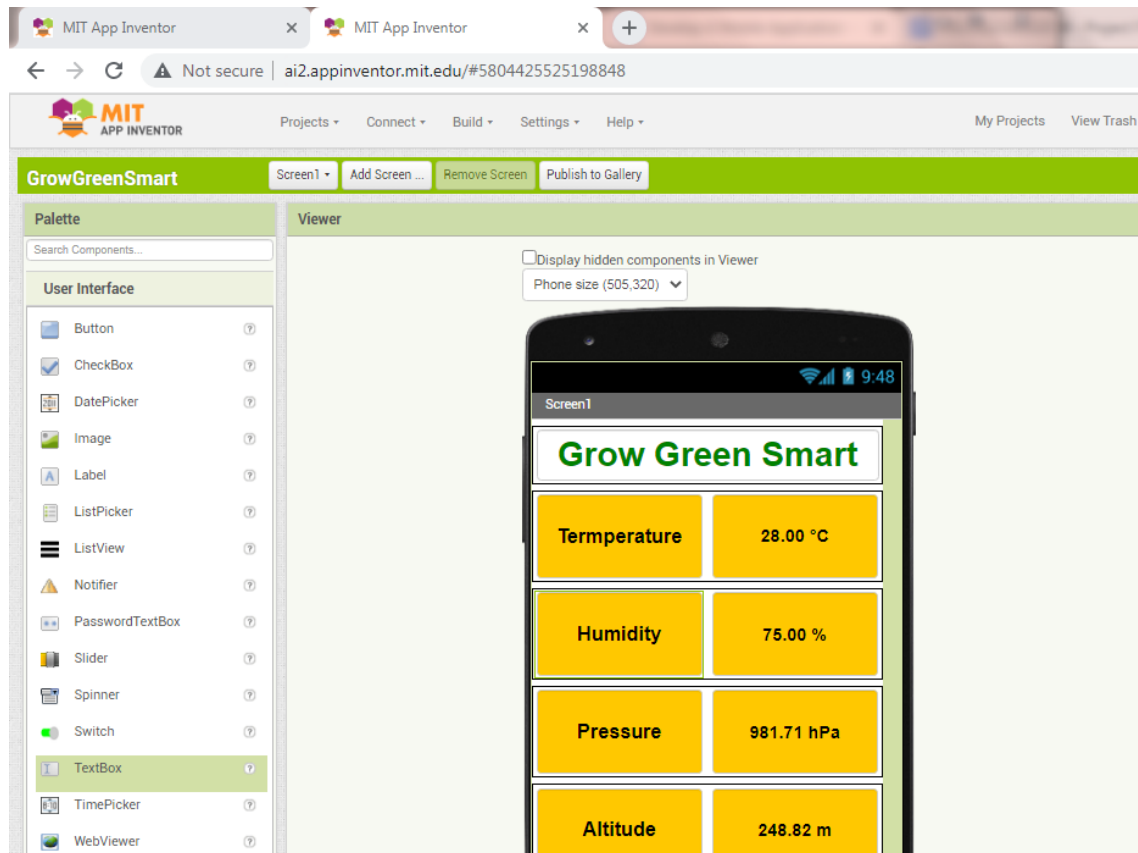 MIT App Inventor
MIT App Inventor
Not secure ai2.appinventor.mit.edu/#5804425525198848
MIT
APP INVENTOR
Projects Connect Build Settings Help My Projects View Trash
GrowGreenSmart Screen1 Add Screen ... Remove Screen Publish to Gallery
Palette
Viewer
Search Components...
Display hidden components in Viewer
Phone size (505,320)
User Interface
Button
CheckBox
DatePicker
Image
Label
ListPicker
ListView
Notifier
PasswordTextBox
Slider
Spinner
Switch
TextBox
TimePicker
WebViewer
9:48
Screen1
Grow Green Smart
Termperature 28.00 °C
Humidity 75.00 %
Pressure 981.71 hPa
Altitude 248.82 m